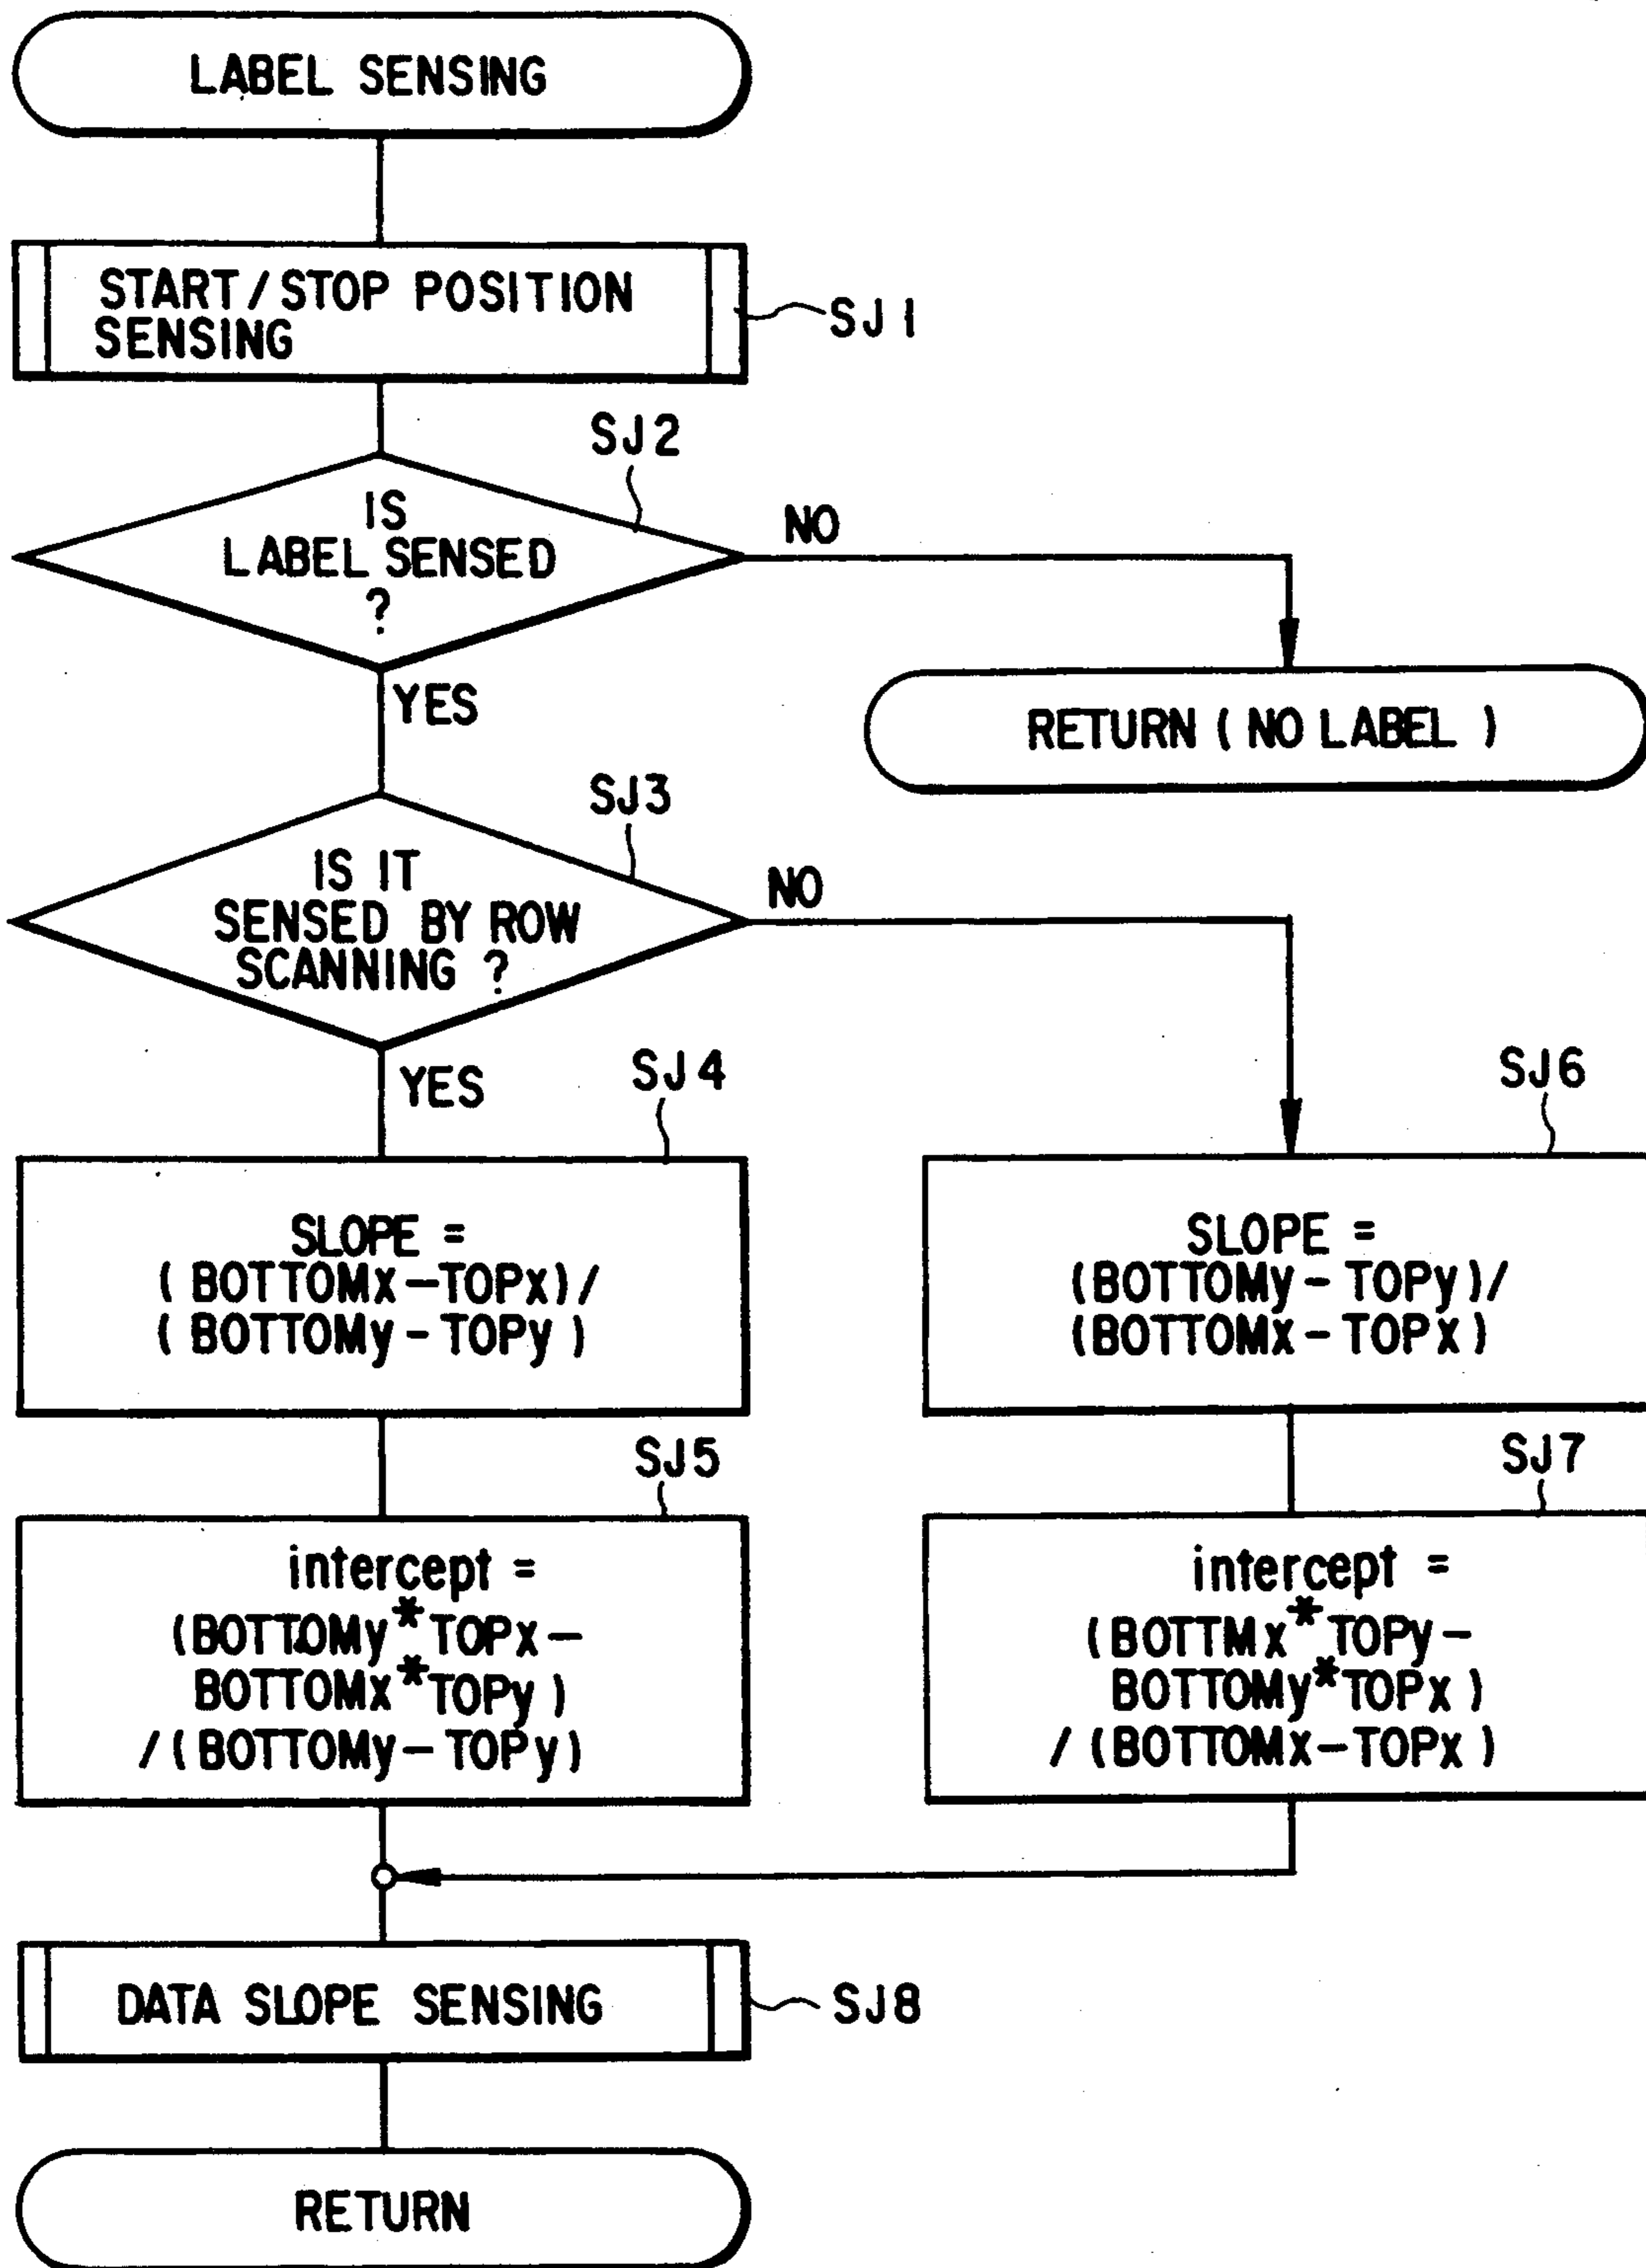 LABEL SENSING
START / STOP POSITION
SENSING
SJ1
SJ2
IS
LABEL SENSED
?
NO
YES
RETURN ( NO LABEL )
SJ3
IS IT
SENSED BY ROW
SCANNING ?
NO
YES
SJ4
SLOPE =
( BOTTOMx - TOPx ) /
( BOTTOMy - TOPy )
SJ6
SLOPE =
(BOTTOMy - TOPy ) /
(BOTTOMx - TOPx )
SJ5
intercept =
(BOTTOMy * TOPx -
BOTTOMx * TOPy )
/ ( BOTTOMy - TOPy )
SJ7
intercept =
( BOTTMx * TOPy -
BOTTOMy * TOPx )
/ (BOTTOMx - TOPx )
DATA SLOPE SENSING
SJ8
RETURN